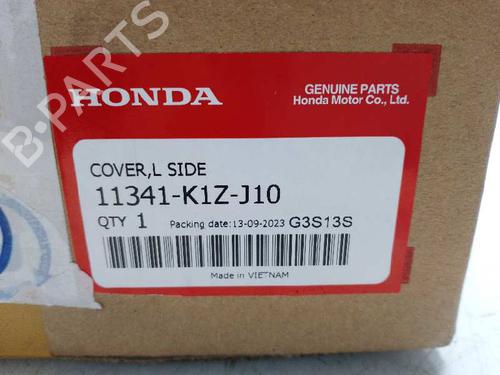 HONDA
GENUINE PARTS
Honda Motor Co., Ltd.
COVER,L SIDE
11341-K1Z-J10
QTY 1 Packing date:13-09-2023 G3S13S
Made in VIETNAM
B-PARTS